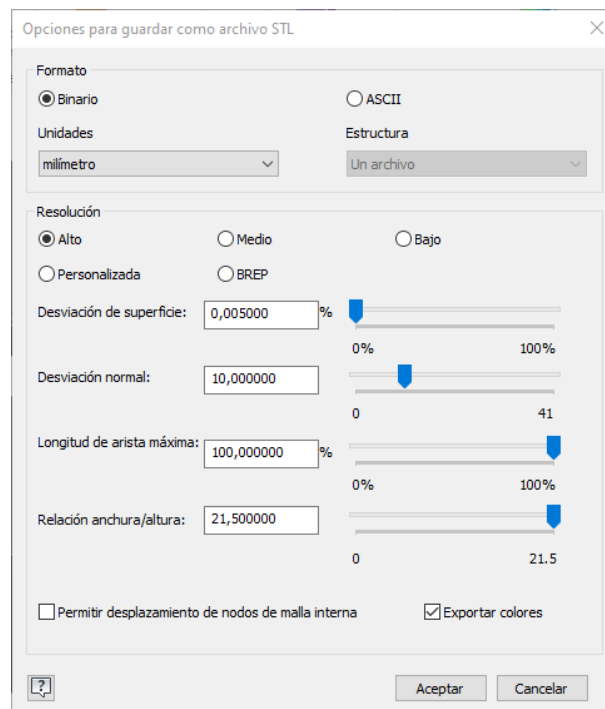 Opciones para guardar como archivo STL
Formato
Binario
ASCII
Unidades
Estructura
milímetro
Un archivo
Resolución
Alto
Medio
Bajo
Personalizada
BREP
Desviación de superficie: 0,005000 %
0% 100%
Desviación normal: 10,000000
0 41
Longitud de arista máxima: 100,000000 %
0% 100%
Relación anchura/altura: 21,500000
0 21.5
Permitir desplazamiento de nodos de malla interna
Exportar colores
?
Aceptar
Cancelar